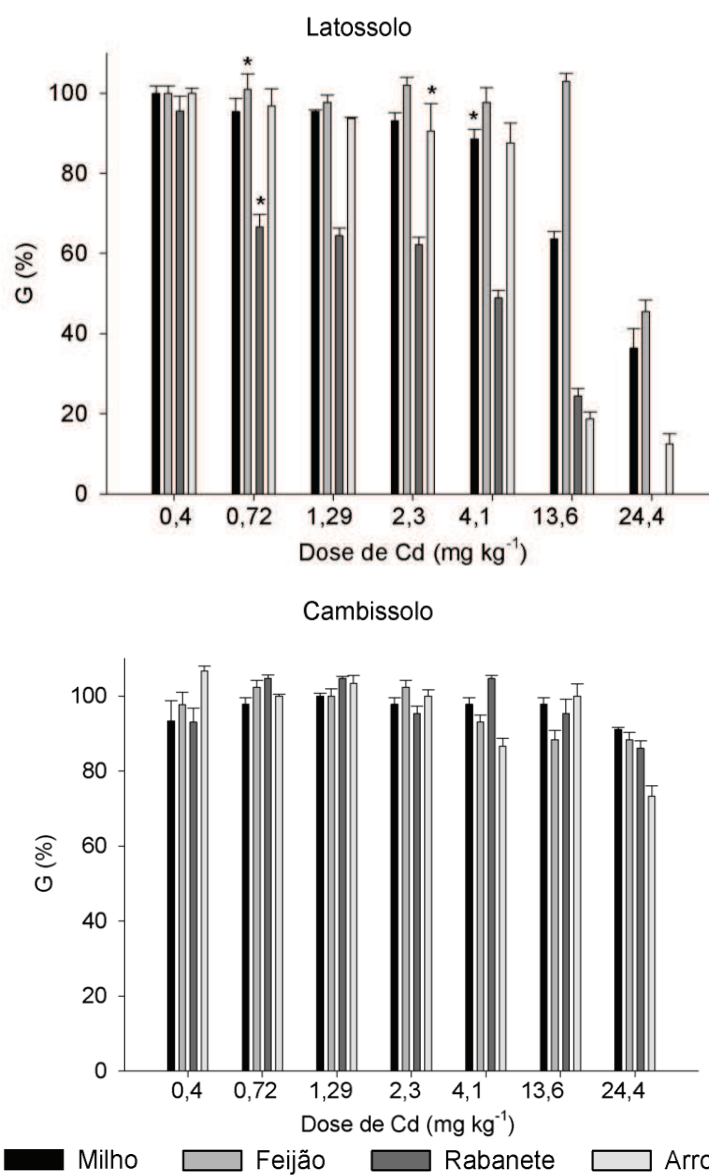 Latossolo
G (%)
100
80
60
40
20
0
* * * *
0,4 0,72 1,29 2,3 4,1 13,6 24,4
Dose de Cd (mg kg⁻¹)
Cambissolo
G (%)
100
80
60
40
20
0
0,4 0,72 1,29 2,3 4,1 13,6 24,4
Dose de Cd (mg kg⁻¹)
Milho Feijão Rabanete Arro